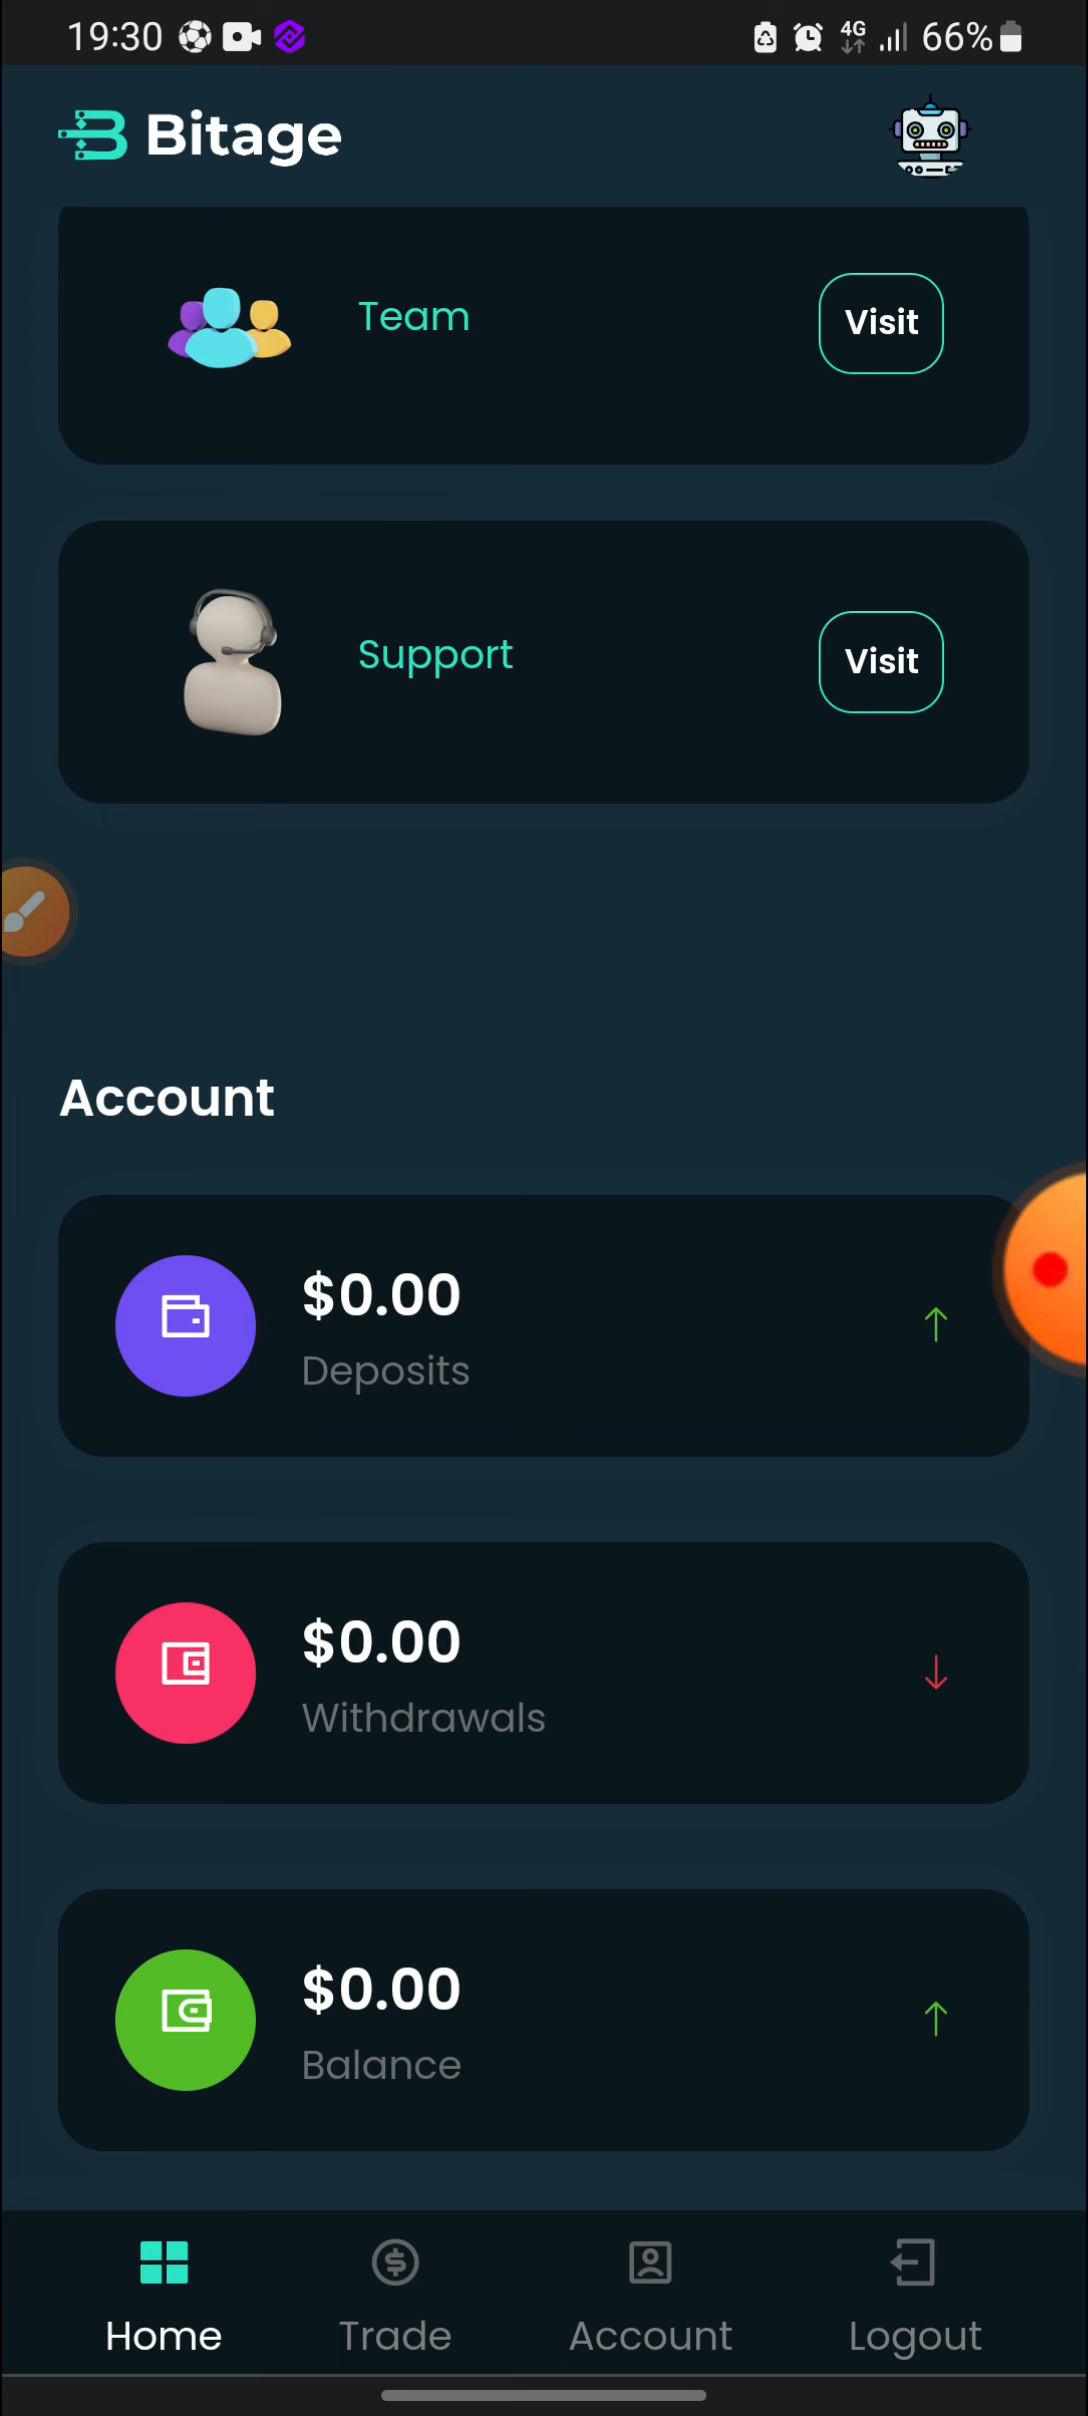 19:30
4G
66%
Bitage
Team
Visit
Support
Visit
Account
$0.00
Deposits
$0.00
Withdrawals
$0.00
Balance
Home
Trade
Account
Logout